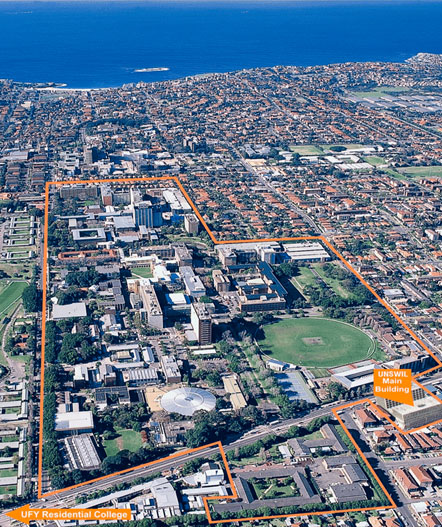 UNSWIL
Main
Building
UFY Residential College